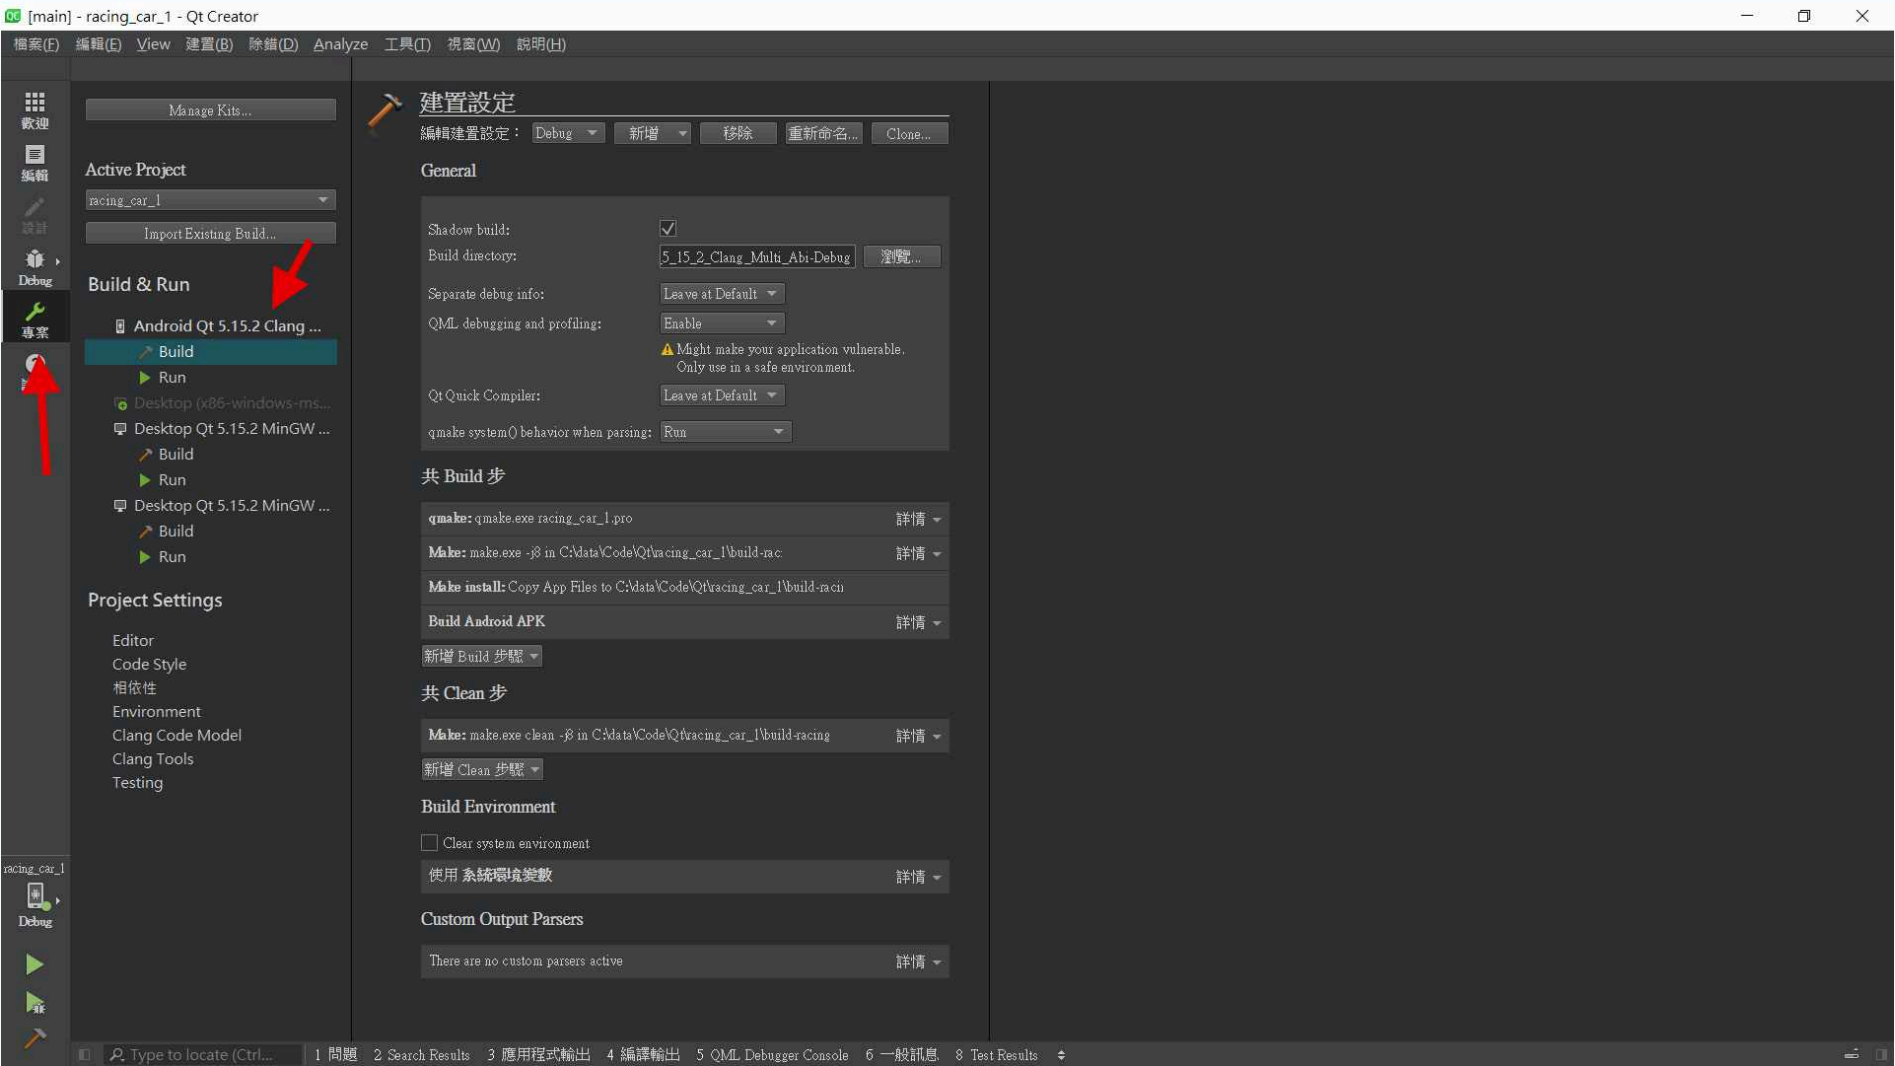 [main] - racing_car_1 - Qt Creator
檔案(F) 編輯(E) View 建置(B) 除錯(D) Analyze 工具(T) 視窗(W) 說明(H)
歡迎
編輯
設計
Debug
專案
Manage Kits...
Active Project
racing_car_1
Import Existing Build...
Build & Run
Android Qt 5.15.2 Clang ...
Build
Run
Desktop (x86-windows-ms...
Desktop Qt 5.15.2 MinGW ...
Build
Run
Desktop Qt 5.15.2 MinGW ...
Build
Run
Project Settings
Editor
Code Style
相依性
Environment
Clang Code Model
Clang Tools
Testing
建置設定
編輯建置設定： Debug 新增 移除 重新命名... Clone...
General
Shadow build:
Build directory: 5_15_2_Clang_Multi_Abi-Debug 瀏覽...
Separate debug info: Leave at Default
QML debugging and profiling: Enable
Might make your application vulnerable.
Only use in a safe environment.
Qt Quick Compiler: Leave at Default
qmake system() behavior when parsing: Run
共 Build 步
qmake: qmake.exe racing_car_1.pro 詳情
Make: make.exe -j8 in C:\data\Code\Qt\racing_car_1\build-rac 詳情
Make install: Copy App Files to C:\data\Code\Qt\racing_car_1\build-racin
Build Android APK 詳情
新增 Build 步驟
共 Clean 步
Make: make.exe clean -j8 in C:\data\Code\Qt\racing_car_1\build-racing 詳情
新增 Clean 步驟
Build Environment
Clear system environment
使用 系統環境變數 詳情
Custom Output Parsers
There are no custom parsers active 詳情
racing_car_1
Debug
Type to locate (Ctrl... 1 問題 2 Search Results 3 應用程式輸出 4 編譯輸出 5 QML Debugger Console 6 一般訊息 8 Test Results